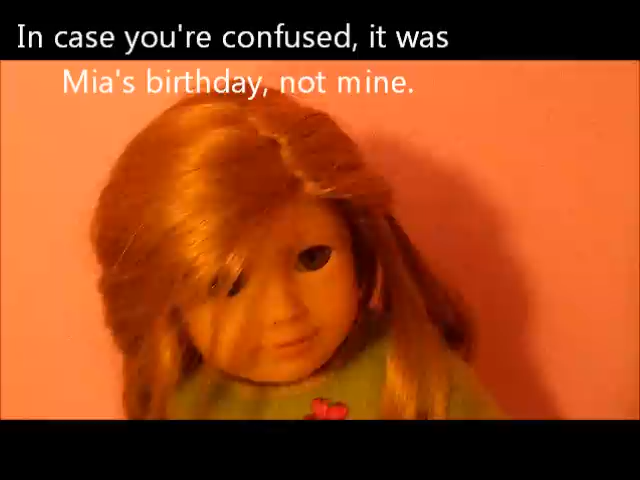 In case you're confused, it was
Mia's birthday, not mine.